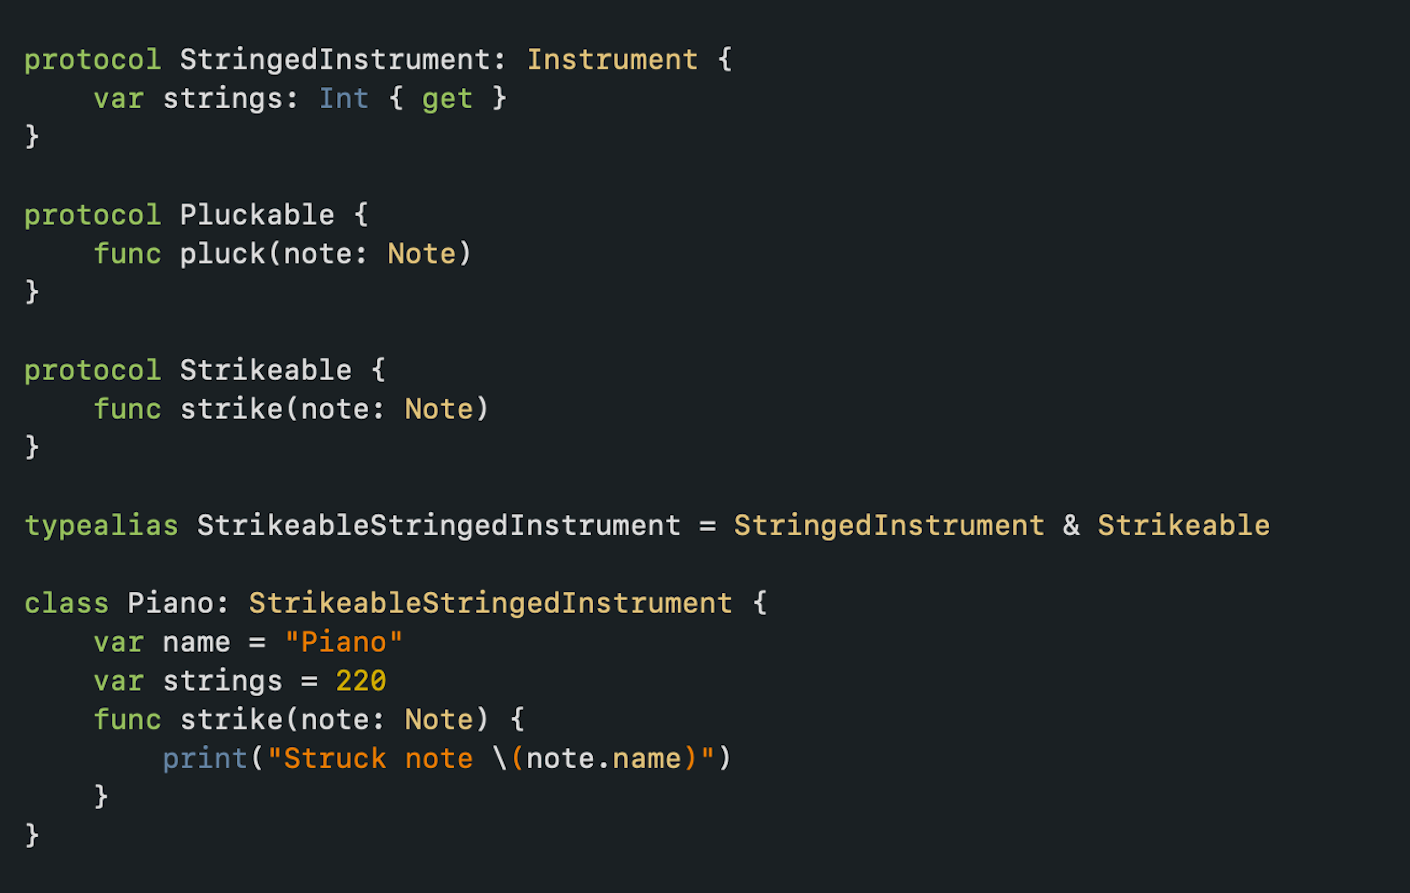 protocol StringedInstrument: Instrument {
    var strings: Int { get }
}
protocol Pluckable {
    func pluck(note: Note)
}
protocol Strikeable {
    func strike(note: Note)
}
typealias StrikeableStringedInstrument = StringedInstrument & Strikeable
class Piano: StrikeableStringedInstrument {
    var name = "Piano"
    var strings = 220
    func strike(note: Note) {
        print("Struck note \(note.name)")
    }
}